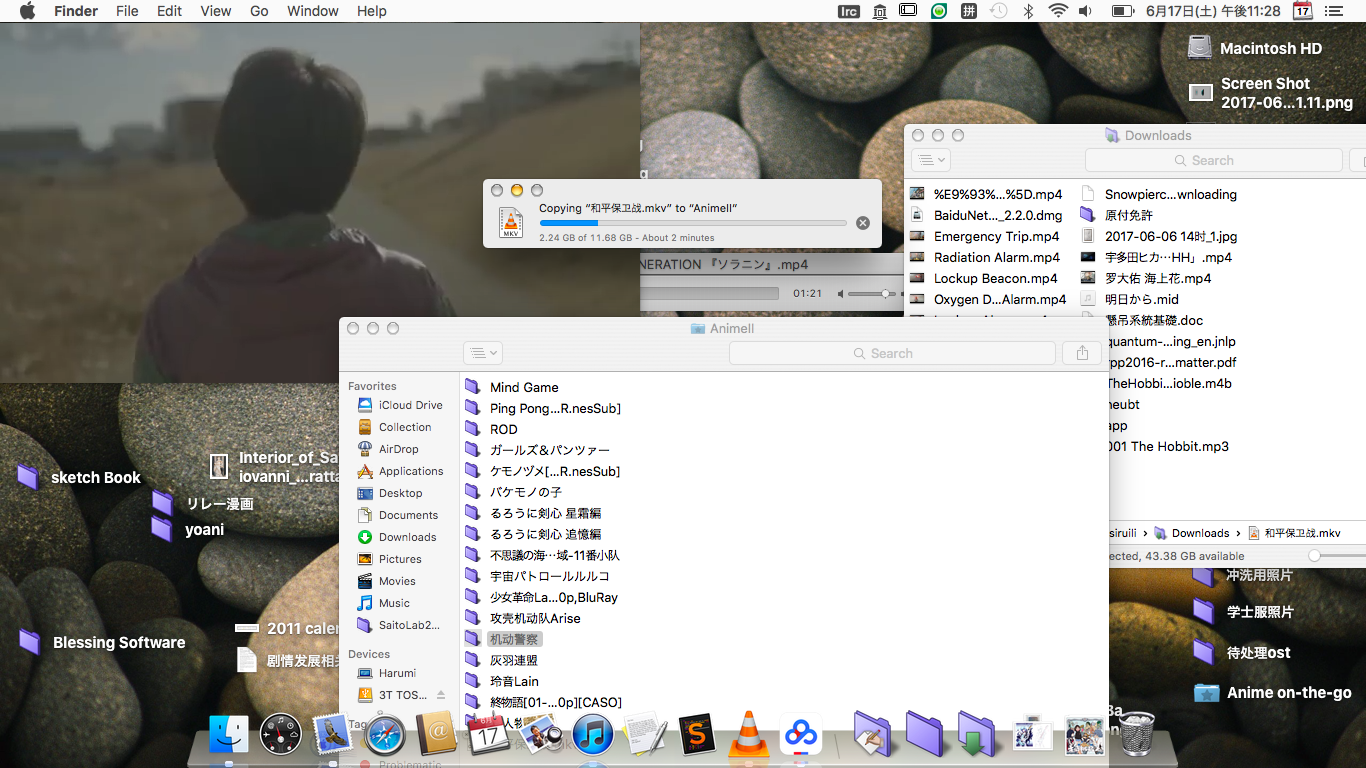 Finder File Edit View Go Window Help
lrc
拼
6月17日(土) 午後11:28
17
Macintosh HD
Screen Shot
2017-06...1.11.png
Downloads
Search
%E9%93%...%5D.mp4
BaiduNet..._2.2.0.dmg
Emergency Trip.mp4
Radiation Alarm.mp4
Lockup Beacon.mp4
Oxygen D...Alarm.mp4
Snowpierc...wnloading
原付免許
2017-06-06 14时_1.jpg
宇多田ヒカ…HH」.mp4
罗大佑 海上花.mp4
明日から.mid
懸吊系統基礎.doc
quantum-...ing_en.jnlp
pp2016-r...matter.pdf
TheHobbi...ioble.m4b
neubt
app
001 The Hobbit.mp3
siruili › Downloads › 和平保卫战.mkv
ected, 43.38 GB available
Copying “和平保卫战.mkv” to “Animell”
MKV
2.24 GB of 11.68 GB - About 2 minutes
NERATION 『ソラニン』.mp4
01:21
Animell
Search
Favorites
iCloud Drive
Collection
AirDrop
Applications
Desktop
Documents
Downloads
Pictures
Movies
Music
SaitoLab2...
Devices
Harumi
3T TOS...
Tag
Problematic
Mind Game
Ping Pong...R.nesSub]
ROD
ガールズ＆パンツァー
ケモノヅメ[...R.nesSub]
バケモノの子
るろうに剣心 星霜編
るろうに剣心 追憶編
不思議の海…域-11番小队
宇宙パトロールルルコ
少女革命La...0p,BluRay
攻壳机动队Arise
机动警察
灰羽連盟
玲音Lain
終物語[01-...0p][CASO]
sketch Book
Interior_of_Sa
iovanni_...ratta
リレー漫画
yoani
Blessing Software
2011 calen
剧情发展相关
冲洗用照片
学士服照片
待处理ost
Anime on-the-go
6月
17